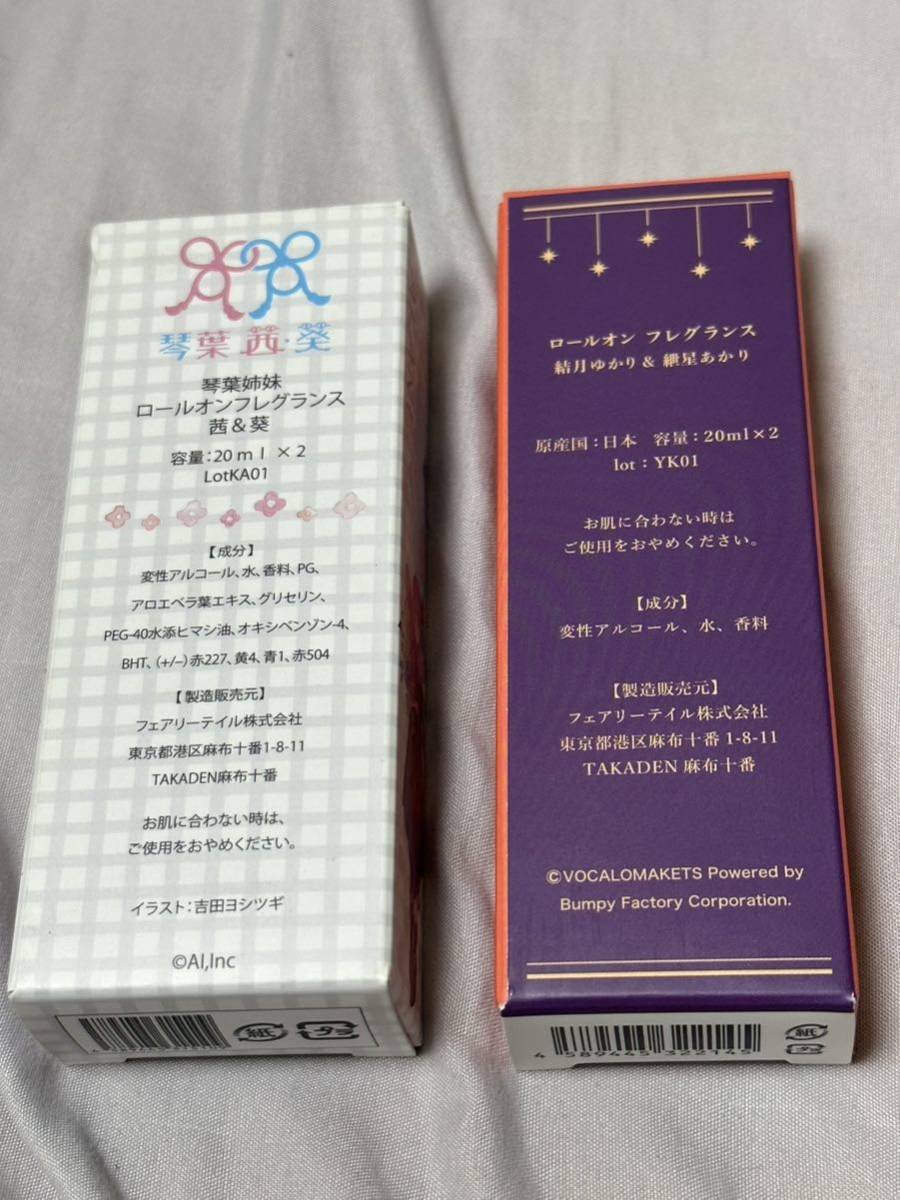 琴葉 茜・葵
琴葉姉妹
ロールオンフレグランス
茜&葵
容量:20ml ×2
LotKA01
【成分】
変性アルコール、水、香料、PG、
アロエベラ葉エキス、グリセリン、
PEG-40水添ヒマシ油、オキシベンゾン-4、
BHT、(+/−)赤227、黄4、青1、赤504
【製造販売元】
フェアリーテイル株式会社
東京都港区麻布十番1-8-11
TAKADEN麻布十番
お肌に合わない時は、
ご使用をおやめください。
イラスト:吉田ヨシツギ
©AI,Inc
紙
タコ
ロールオン フレグランス
結月ゆかり & 紲星あかり
原産国:日本 容量:20ml×2
lot:YK01
お肌に合わない時は
ご使用をおやめください。
【成分】
変性アルコール、水、香料
【製造販売元】
フェアリーテイル株式会社
東京都港区麻布十番 1-8-11
TAKADEN 麻布十番
©VOCALOMAKETS Powered by
Bumpy Factory Corporation.
4 589445 322145
紙